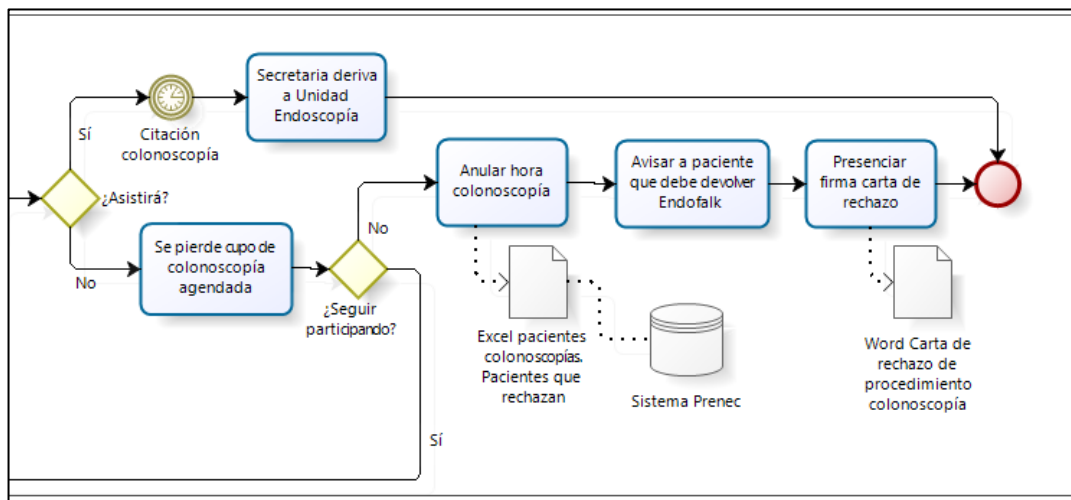 Secretaria deriva
a Unidad
Endoscopía
Sí
Citación
colonoscopía
¿Asistirá?
No
Se pierde cupo de
colonoscopía
agendada
¿Seguir
participando?
No
Sí
Anular hora
colonoscopía
Avisar a paciente
que debe devolver
Endofalk
Presenciar
firma carta de
rechazo
Excel pacientes
colonoscopías.
Pacientes que
rechazan
Sistema Prenec
Word Carta de
rechazo de
procedimiento
colonoscopía